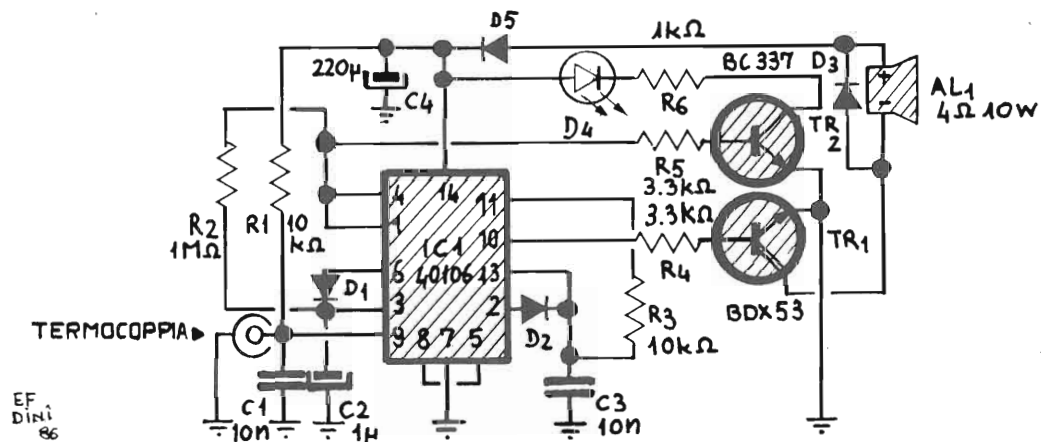 D5
1kΩ
BC337
D3
220µ
C4
R6
AL1
4Ω 10W
D4
TR
2
R5
3.3kΩ
3.3kΩ
R4
TR1
BDX53
R2
1MΩ
R1
10
kΩ
4
14
11
1
IC1
10
6
40106
13
D1
3
2
9
8
7
5
D2
R3
10kΩ
TERMOCOPPIA
C1
10n
C2
1µ
C3
10n
EF
DINI
86